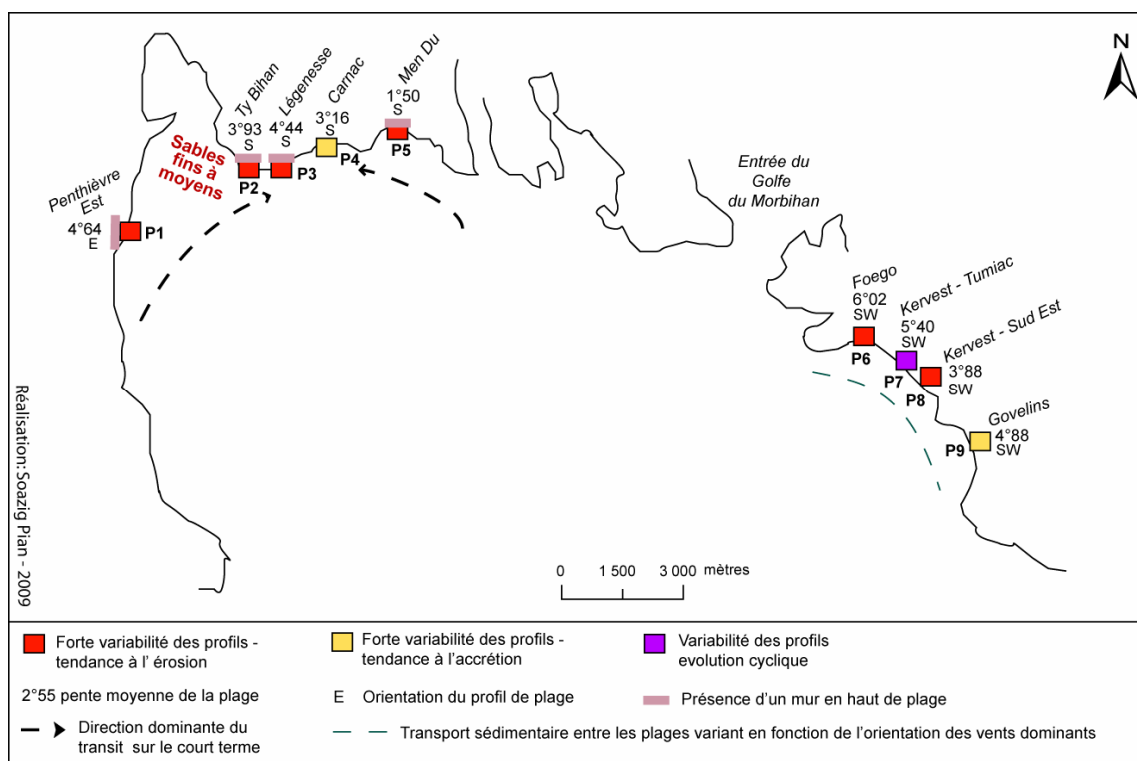 N
Ty Bihan
3°93
S
Légenesse
4°44
S
Carnac
3°16
S
Men Du
1°50
S
Sables
fins à
moyens
P2
P3
P4
P5
Penthièvre
Est
4°64
E
P1
Entrée du
Golfe
du Morbihan
Foego
6°02
SW
Kervest - Tumiac
5°40
SW
Kervest - Sud Est
3°88
SW
P6
P7
P8
Govelins
4°88
SW
P9
0 1 500 3 000 mètres
Réalisation: Soazig Pian - 2009
Forte variabilité des profils -
tendance à l' érosion
Forte variabilité des profils -
tendance à l'accrétion
Variabilité des profils
evolution cyclique
2°55 pente moyenne de la plage
E Orientation du profil de plage
Présence d'un mur en haut de plage
Direction dominante du
transit sur le court terme
Transport sédimentaire entre les plages variant en fonction de l'orientation des vents dominants